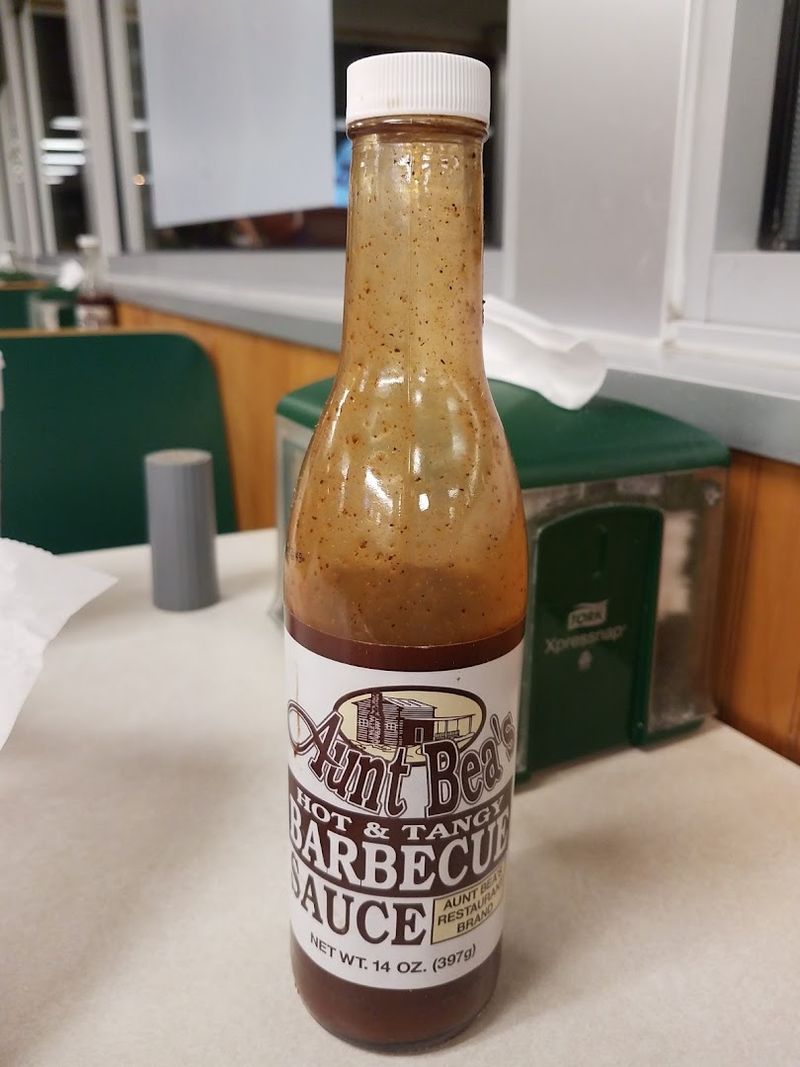 Aunt Bea's
HOT & TANGY
BARBECUE
SAUCE
AUNT BEA'S
RESTAURANT
BRAND
NET WT. 14 OZ. (397g)
TORK
Xpressnap